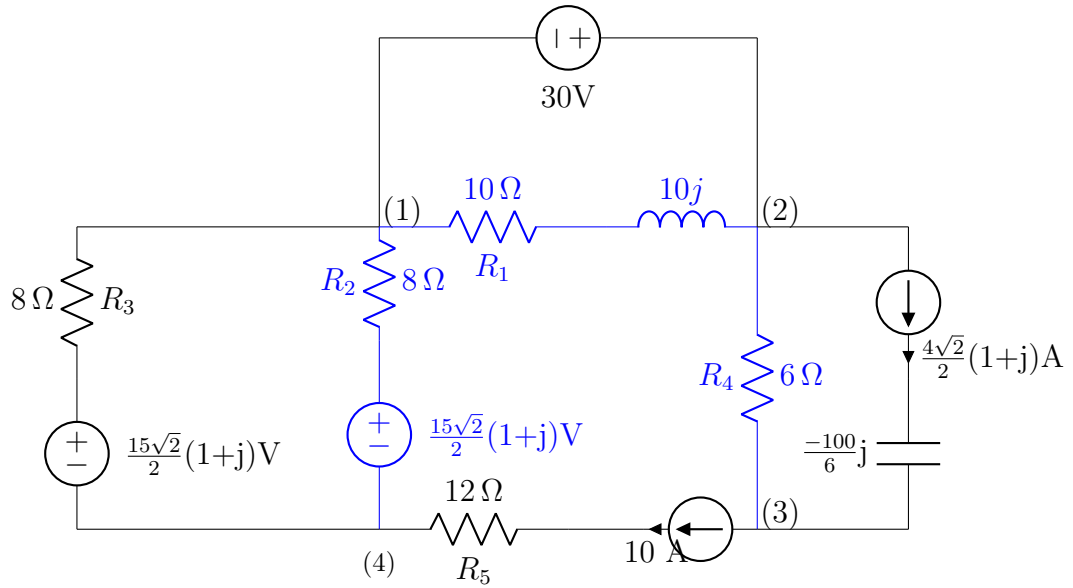 30V
10 Ω
10j
(1)
(2)
R₁
8 Ω
R₃
R₂
8 Ω
R₄
6 Ω
4√2/2(1+j)A
15√2/2(1+j)V
15√2/2(1+j)V
-100/6j
12 Ω
(3)
10 A
(4)
R₅